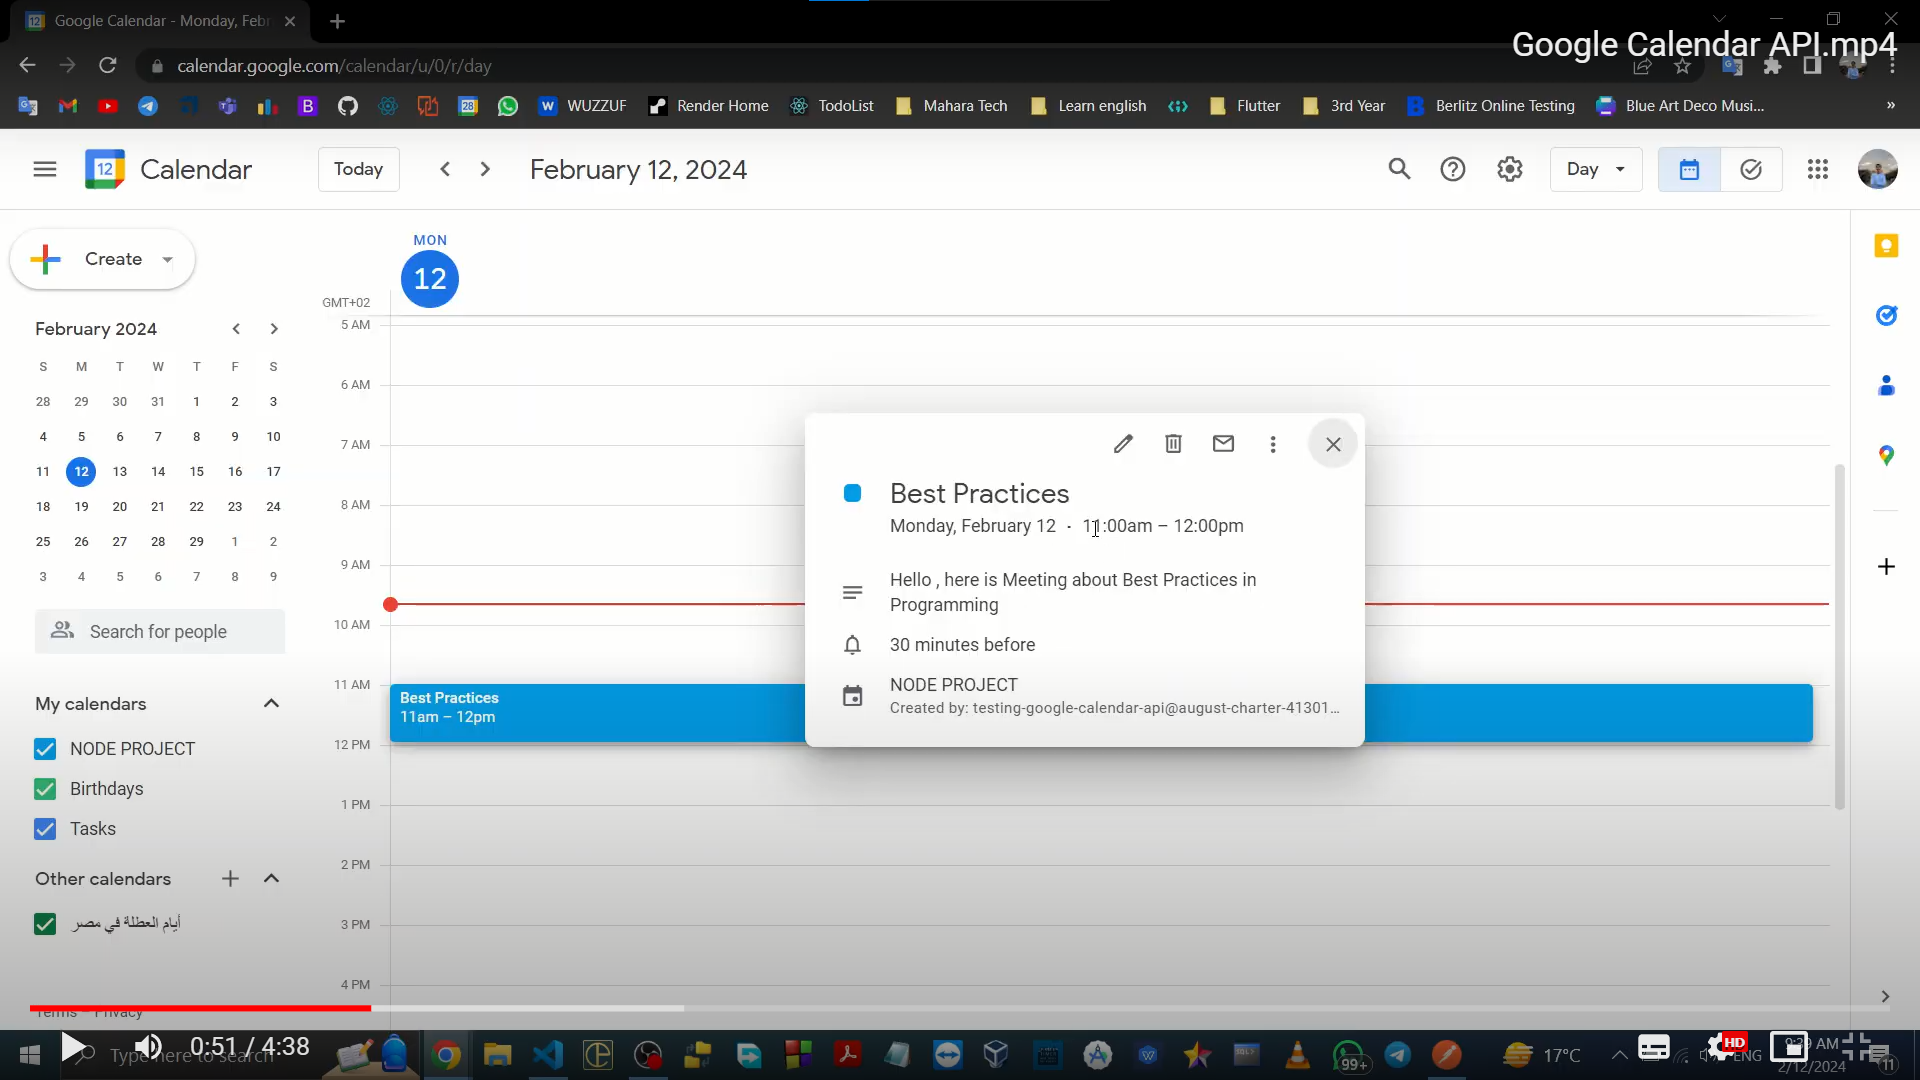 Google Calendar - Monday, Febr
Google Calendar API.mp4
calendar.google.com/calendar/u/0/r/day
WUZZUF
Render Home
TodoList
Mahara Tech
Learn english
Flutter
3rd Year
Berlitz Online Testing
Blue Art Deco Musi...
»
12
Calendar
Today
February 12, 2024
Day
Create
MON
12
GMT+02
February 2024
S M T W T F S
28 29 30 31 1 2 3
4 5 6 7 8 9 10
11 12 13 14 15 16 17
18 19 20 21 22 23 24
25 26 27 28 29 1 2
3 4 5 6 7 8 9
Search for people
My calendars
NODE PROJECT
Birthdays
Tasks
Other calendars
أيام العطلة في مصر
Terms – Privacy
5 AM
6 AM
7 AM
8 AM
9 AM
10 AM
11 AM
12 PM
1 PM
2 PM
3 PM
4 PM
Best Practices
11am – 12pm
Best Practices
Monday, February 12 · 11:00am – 12:00pm
Hello , here is Meeting about Best Practices in
Programming
30 minutes before
NODE PROJECT
Created by: testing-google-calendar-api@august-charter-41301...
0:51 / 4:38
Type here to search
99+
17°C
HD
ENG
9:39 AM
2/12/2024
11